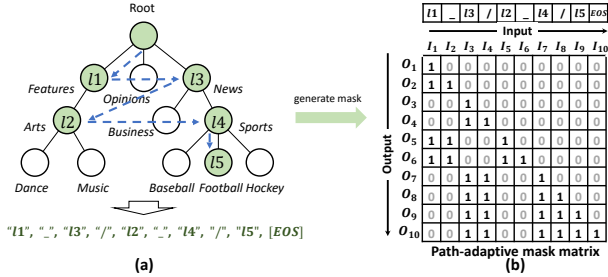 Root
l1
l3
Features
Opinions
News
l2
l4
Arts
Business
Sports
l5
Dance
Music
Baseball
Football
Hockey
"l1", "_", "l3", "/", "l2", "_", "l4", "/", "l5", [EOS]
(a)
generate mask
l1 _ l3 / l2 _ l4 / l5 EOS
Input
I1 I2 I3 I4 I5 I6 I7 I8 I9 I10
Output
O1 1 0 0 0 0 0 0 0 0 0
O2 1 1 0 0 0 0 0 0 0 0
O3 0 0 1 0 0 0 0 0 0 0
O4 0 0 1 1 0 0 0 0 0 0
O5 1 1 0 0 1 0 0 0 0 0
O6 1 1 0 0 1 1 0 0 0 0
O7 0 0 1 1 0 0 1 0 0 0
O8 0 0 1 1 0 0 1 1 0 0
O9 0 0 1 1 0 0 1 1 1 0
O10 0 0 1 1 0 0 1 1 1 1
Path-adaptive mask matrix
(b)